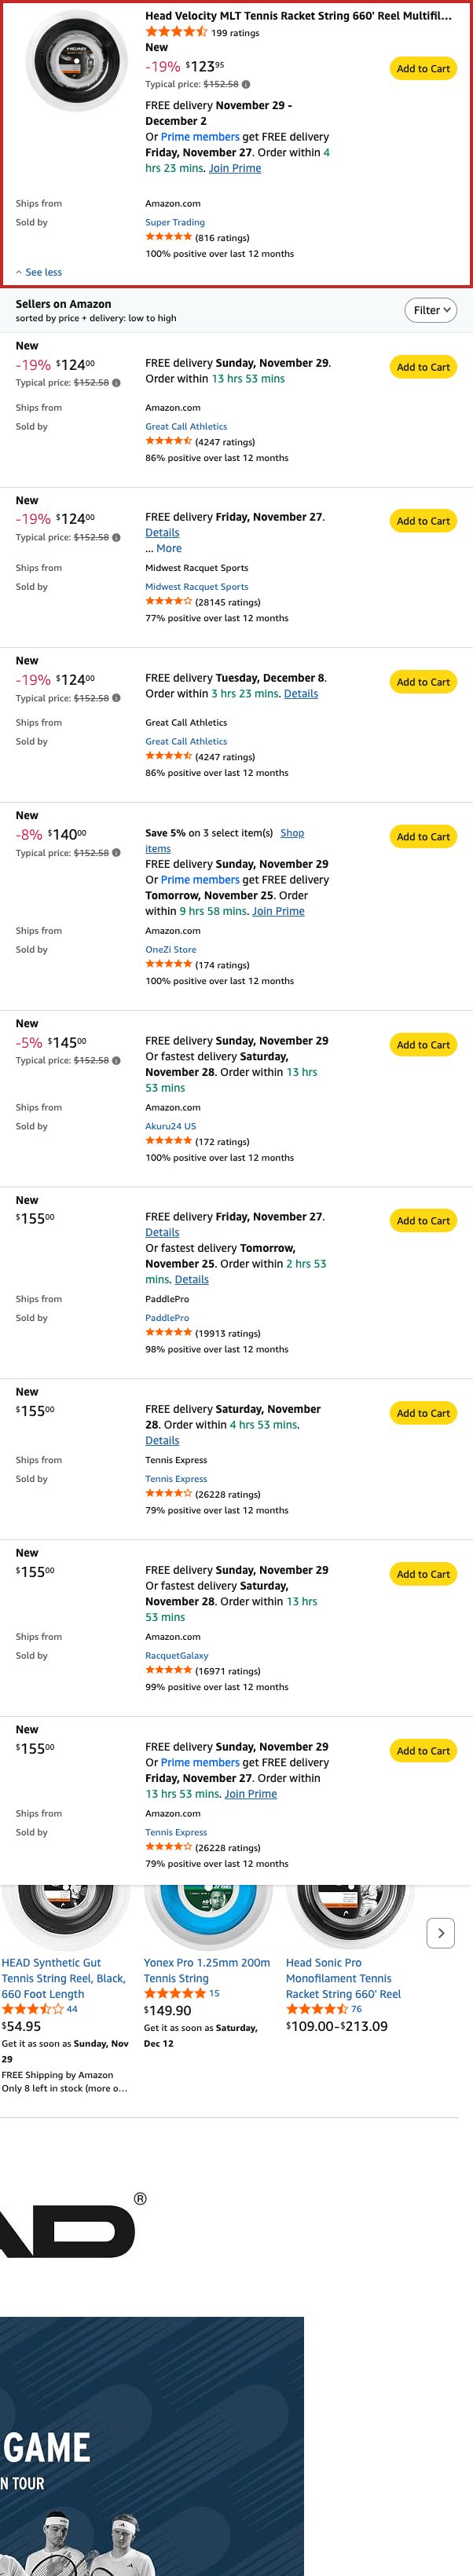 Head Velocity MLT Tennis Racket String 660' Reel Multifil...
199 ratings
New
-19% $123⁹⁵
Typical price: $152.58
Add to Cart
FREE delivery November 29 -
December 2
Or Prime members get FREE delivery
Friday, November 27. Order within 4
hrs 23 mins. Join Prime
Ships from Amazon.com
Sold by Super Trading
(816 ratings)
100% positive over last 12 months
See less
Sellers on Amazon
sorted by price + delivery: low to high
Filter
New
-19% $124⁰⁰
Typical price: $152.58
FREE delivery Sunday, November 29.
Order within 13 hrs 53 mins
Add to Cart
Ships from Amazon.com
Sold by Great Call Athletics
(4247 ratings)
86% positive over last 12 months
New
-19% $124⁰⁰
Typical price: $152.58
FREE delivery Friday, November 27.
Details
... More
Add to Cart
Ships from Midwest Racquet Sports
Sold by Midwest Racquet Sports
(28145 ratings)
77% positive over last 12 months
New
-19% $124⁰⁰
Typical price: $152.58
FREE delivery Tuesday, December 8.
Order within 3 hrs 23 mins. Details
Add to Cart
Ships from Great Call Athletics
Sold by Great Call Athletics
(4247 ratings)
86% positive over last 12 months
New
-8% $140⁰⁰
Typical price: $152.58
Save 5% on 3 select item(s) Shop
items
FREE delivery Sunday, November 29
Or Prime members get FREE delivery
Tomorrow, November 25. Order
within 9 hrs 58 mins. Join Prime
Add to Cart
Ships from Amazon.com
Sold by OneZi Store
(174 ratings)
100% positive over last 12 months
New
-5% $145⁰⁰
Typical price: $152.58
FREE delivery Sunday, November 29
Or fastest delivery Saturday,
November 28. Order within 13 hrs
53 mins
Add to Cart
Ships from Amazon.com
Sold by Akuru24 US
(172 ratings)
100% positive over last 12 months
New
$155⁰⁰
FREE delivery Friday, November 27.
Details
Or fastest delivery Tomorrow,
November 25. Order within 2 hrs 53
mins. Details
Add to Cart
Ships from PaddlePro
Sold by PaddlePro
(19913 ratings)
98% positive over last 12 months
New
$155⁰⁰
FREE delivery Saturday, November
28. Order within 4 hrs 53 mins.
Details
Add to Cart
Ships from Tennis Express
Sold by Tennis Express
(26228 ratings)
79% positive over last 12 months
New
$155⁰⁰
FREE delivery Sunday, November 29
Or fastest delivery Saturday,
November 28. Order within 13 hrs
53 mins
Add to Cart
Ships from Amazon.com
Sold by RacquetGalaxy
(16971 ratings)
99% positive over last 12 months
New
$155⁰⁰
FREE delivery Sunday, November 29
Or Prime members get FREE delivery
Friday, November 27. Order within
13 hrs 53 mins. Join Prime
Add to Cart
Ships from Amazon.com
Sold by Tennis Express
(26228 ratings)
79% positive over last 12 months
HEAD Synthetic Gut
Tennis String Reel, Black,
660 Foot Length
44
$54.95
Get it as soon as Sunday, Nov
29
FREE Shipping by Amazon
Only 8 left in stock (more o...
Yonex Pro 1.25mm 200m
Tennis String
15
$149.90
Get it as soon as Saturday,
Dec 12
Head Sonic Pro
Monofilament Tennis
Racket String 660' Reel
76
$109.00-$213.09
AD®
GAME
N TOUR